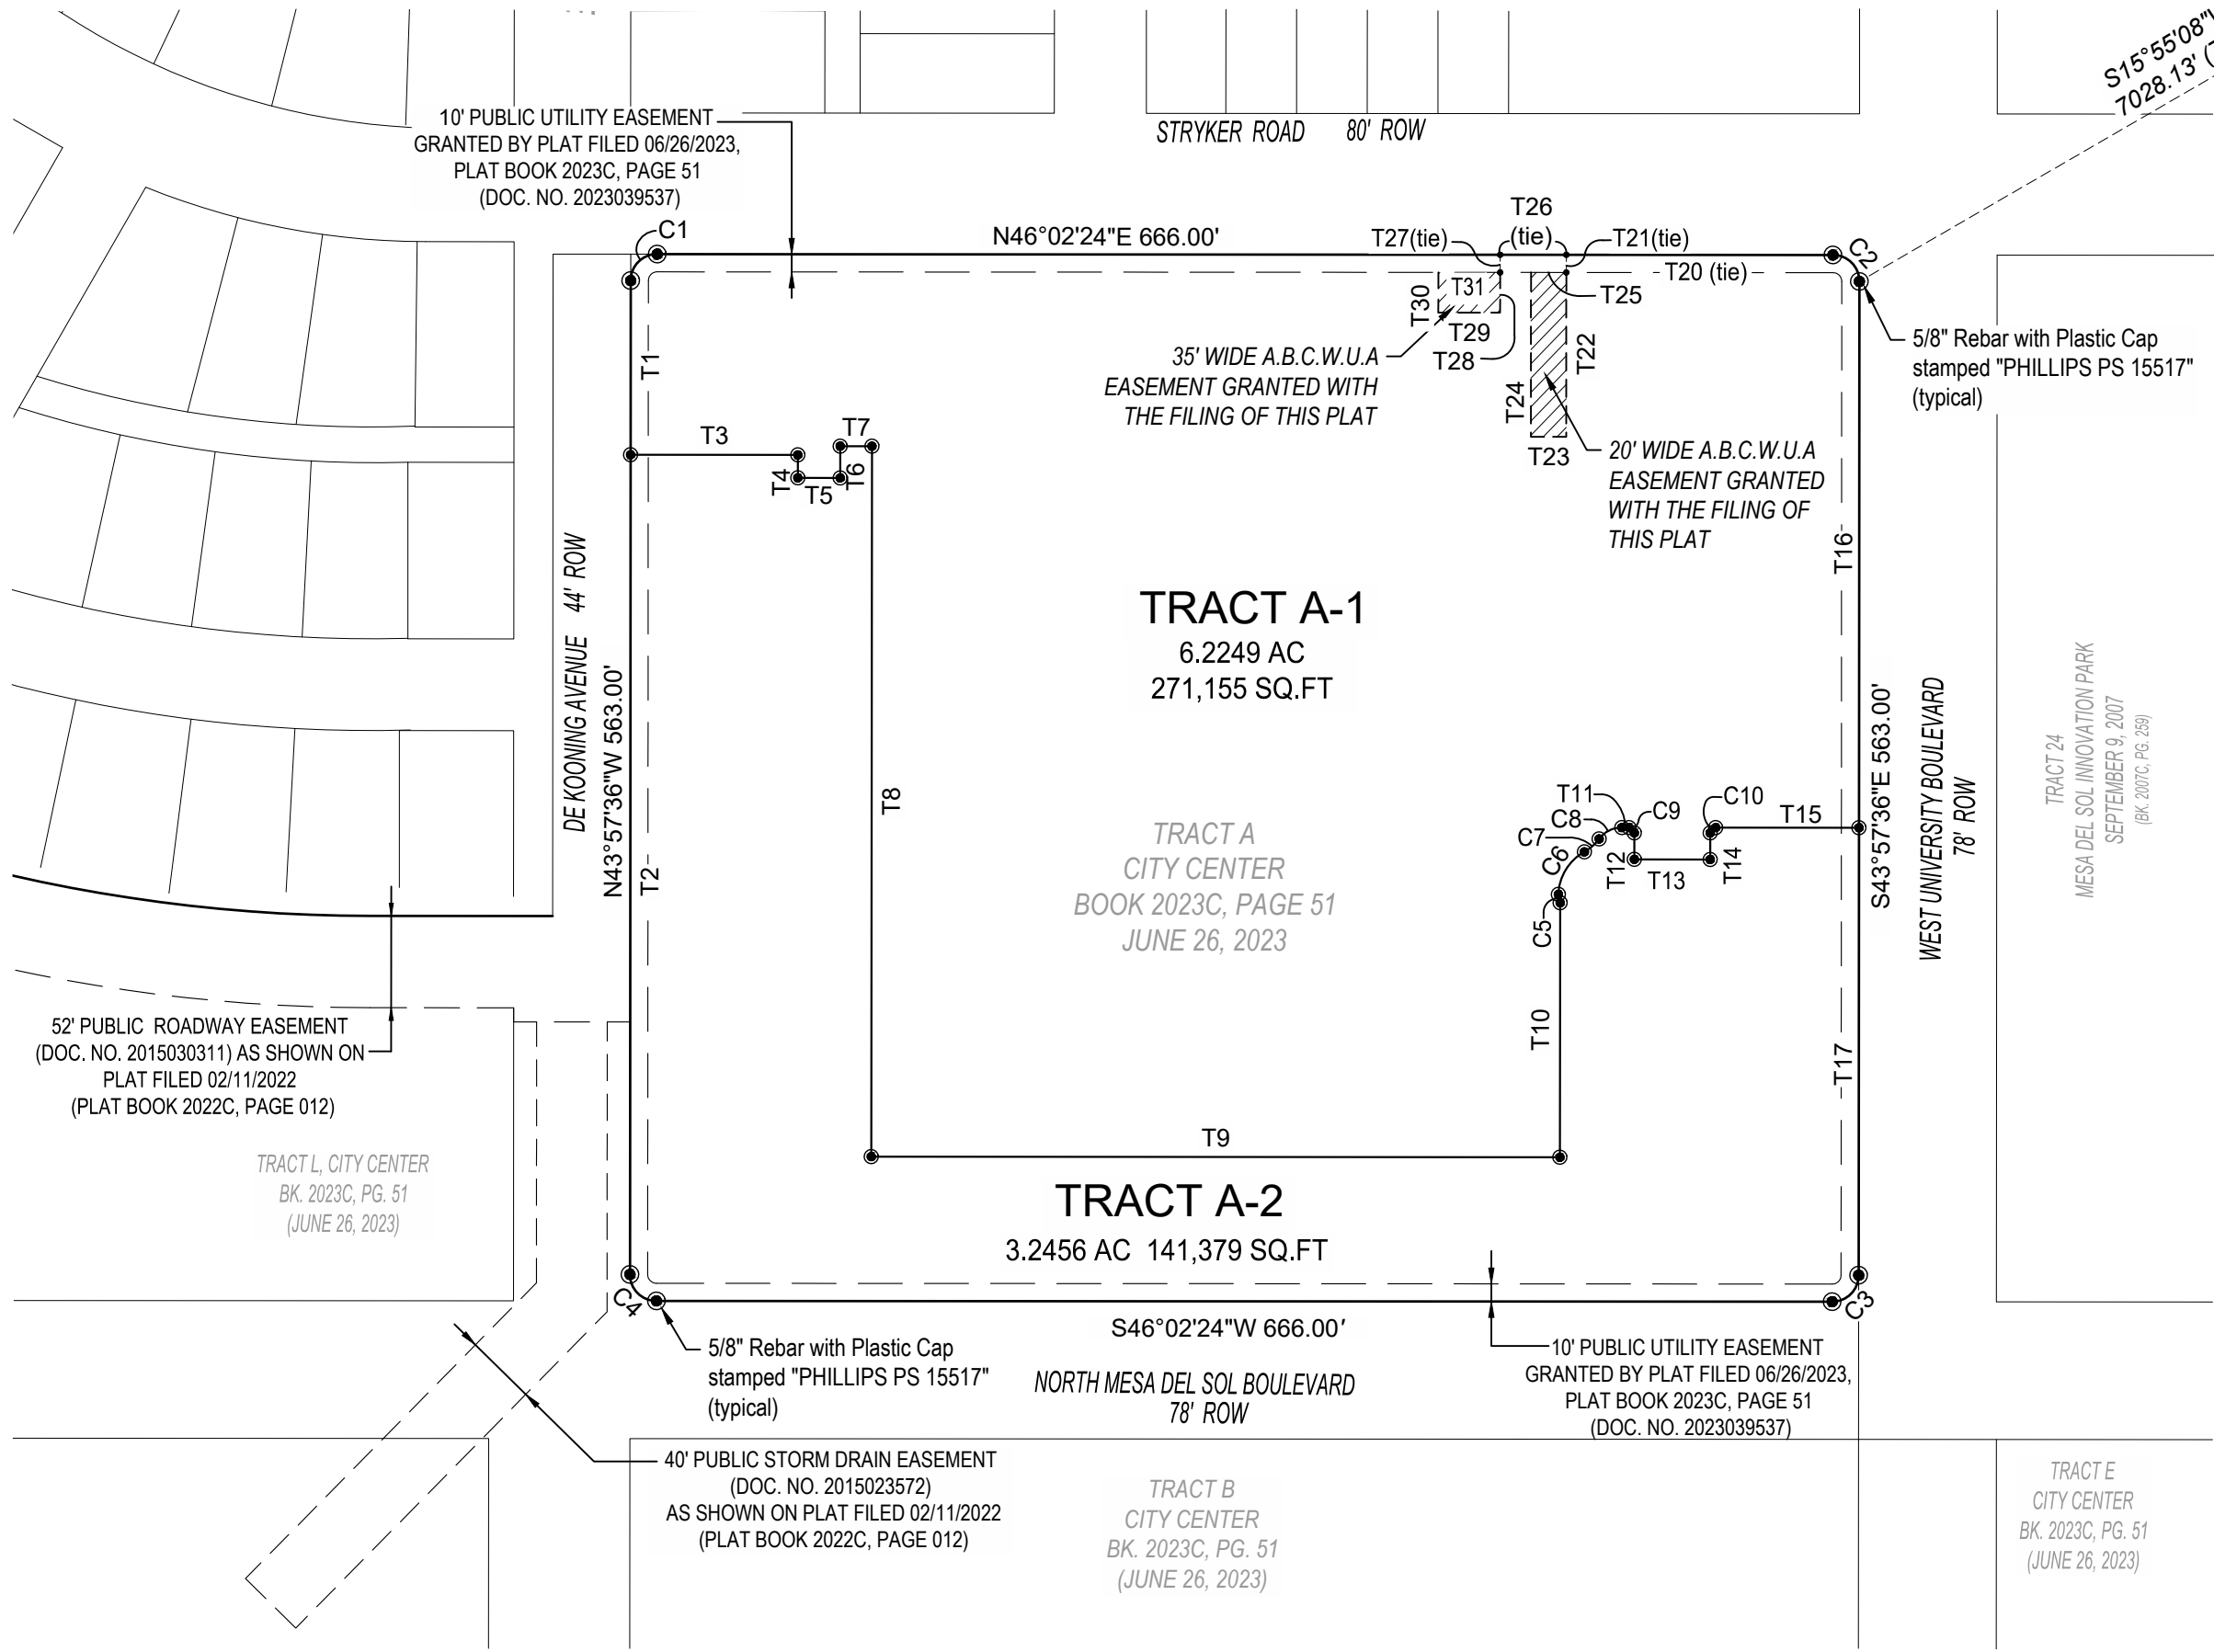 S15°55'08"
7028.13'
10' PUBLIC UTILITY EASEMENT
GRANTED BY PLAT FILED 06/26/2023,
PLAT BOOK 2023C, PAGE 51
(DOC. NO. 2023039537)
STRYKER ROAD 80' ROW
C1
N46°02'24"E 666.00'
T27(tie)
T26
(tie)
T21(tie)
C2
T20 (tie)
T30
T31
T25
T29
T28
T22
T24
T23
35' WIDE A.B.C.W.U.A
EASEMENT GRANTED WITH
THE FILING OF THIS PLAT
5/8" Rebar with Plastic Cap
stamped "PHILLIPS PS 15517"
(typical)
20' WIDE A.B.C.W.U.A
EASEMENT GRANTED
WITH THE FILING OF
THIS PLAT
T1
T3
T7
T4
T5
T6
T16
DE KOONING AVENUE 44' ROW
N43°57'36"W 563.00'
T2
T8
TRACT A-1
6.2249 AC
271,155 SQ.FT
TRACT A
CITY CENTER
BOOK 2023C, PAGE 51
JUNE 26, 2023
T11
C9
C10
C8
C7
T15
C6
T12
T13
T14
C5
T10
T17
S43°57'36"E 563.00'
WEST UNIVERSITY BOULEVARD
78' ROW
TRACT 24
MESA DEL SOL INNOVATION PARK
SEPTEMBER 9, 2007
(BK. 2007C, PG. 259)
52' PUBLIC ROADWAY EASEMENT
(DOC. NO. 2015030311) AS SHOWN ON
PLAT FILED 02/11/2022
(PLAT BOOK 2022C, PAGE 012)
TRACT L, CITY CENTER
BK. 2023C, PG. 51
(JUNE 26, 2023)
T9
TRACT A-2
3.2456 AC 141,379 SQ.FT
C4
C3
S46°02'24"W 666.00'
5/8" Rebar with Plastic Cap
stamped "PHILLIPS PS 15517"
(typical)
NORTH MESA DEL SOL BOULEVARD
78' ROW
10' PUBLIC UTILITY EASEMENT
GRANTED BY PLAT FILED 06/26/2023,
PLAT BOOK 2023C, PAGE 51
(DOC. NO. 2023039537)
40' PUBLIC STORM DRAIN EASEMENT
(DOC. NO. 2015023572)
AS SHOWN ON PLAT FILED 02/11/2022
(PLAT BOOK 2022C, PAGE 012)
TRACT B
CITY CENTER
BK. 2023C, PG. 51
(JUNE 26, 2023)
TRACT E
CITY CENTER
BK. 2023C, PG. 51
(JUNE 26, 2023)